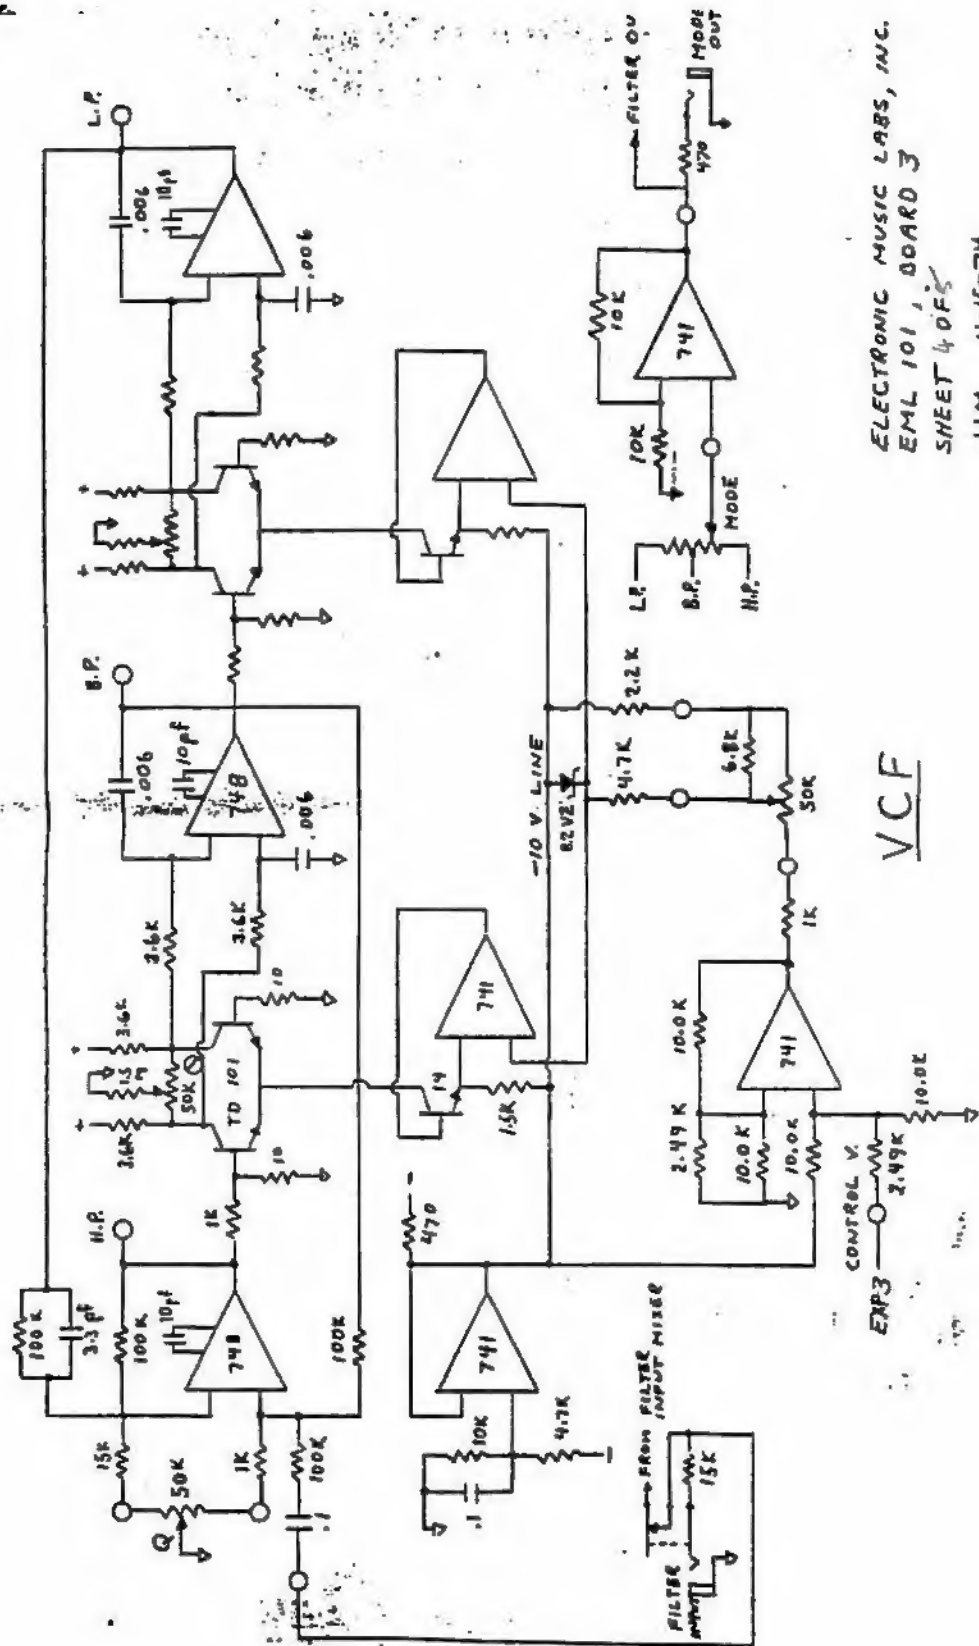 100K
3.3 pf
L.P.
.006
10pf
.006
B.P.
.006
10pf
748
.006
3.6K
3.6K
3.6K
3.6K
1.5
M
50K
TD 101
10
10
1K
H.P.
100K
10pf
748
15K
50K
Q
1K
100K
.1
100K
470
741
10K
.1
4.7K
14
741
1.5K
-10 V. LINE
8.2 VZ
4.7K
2.2K
6.8K
50K
1K
741
10.0K
2.49K
10.0K
10.0K
CONTROL V.
EXP3
2.49K
10.0K
FROM FILTER
INPUT MIXER
15K
FILTER
INPUT
L.P.
B.P.
H.P.
MODE
10K
10K
741
FILTER OU
470
MODE
OUT
VCF
ELECTRONIC MUSIC LABS, INC.
EML 101, BOARD 3
SHEET 4 OF 5